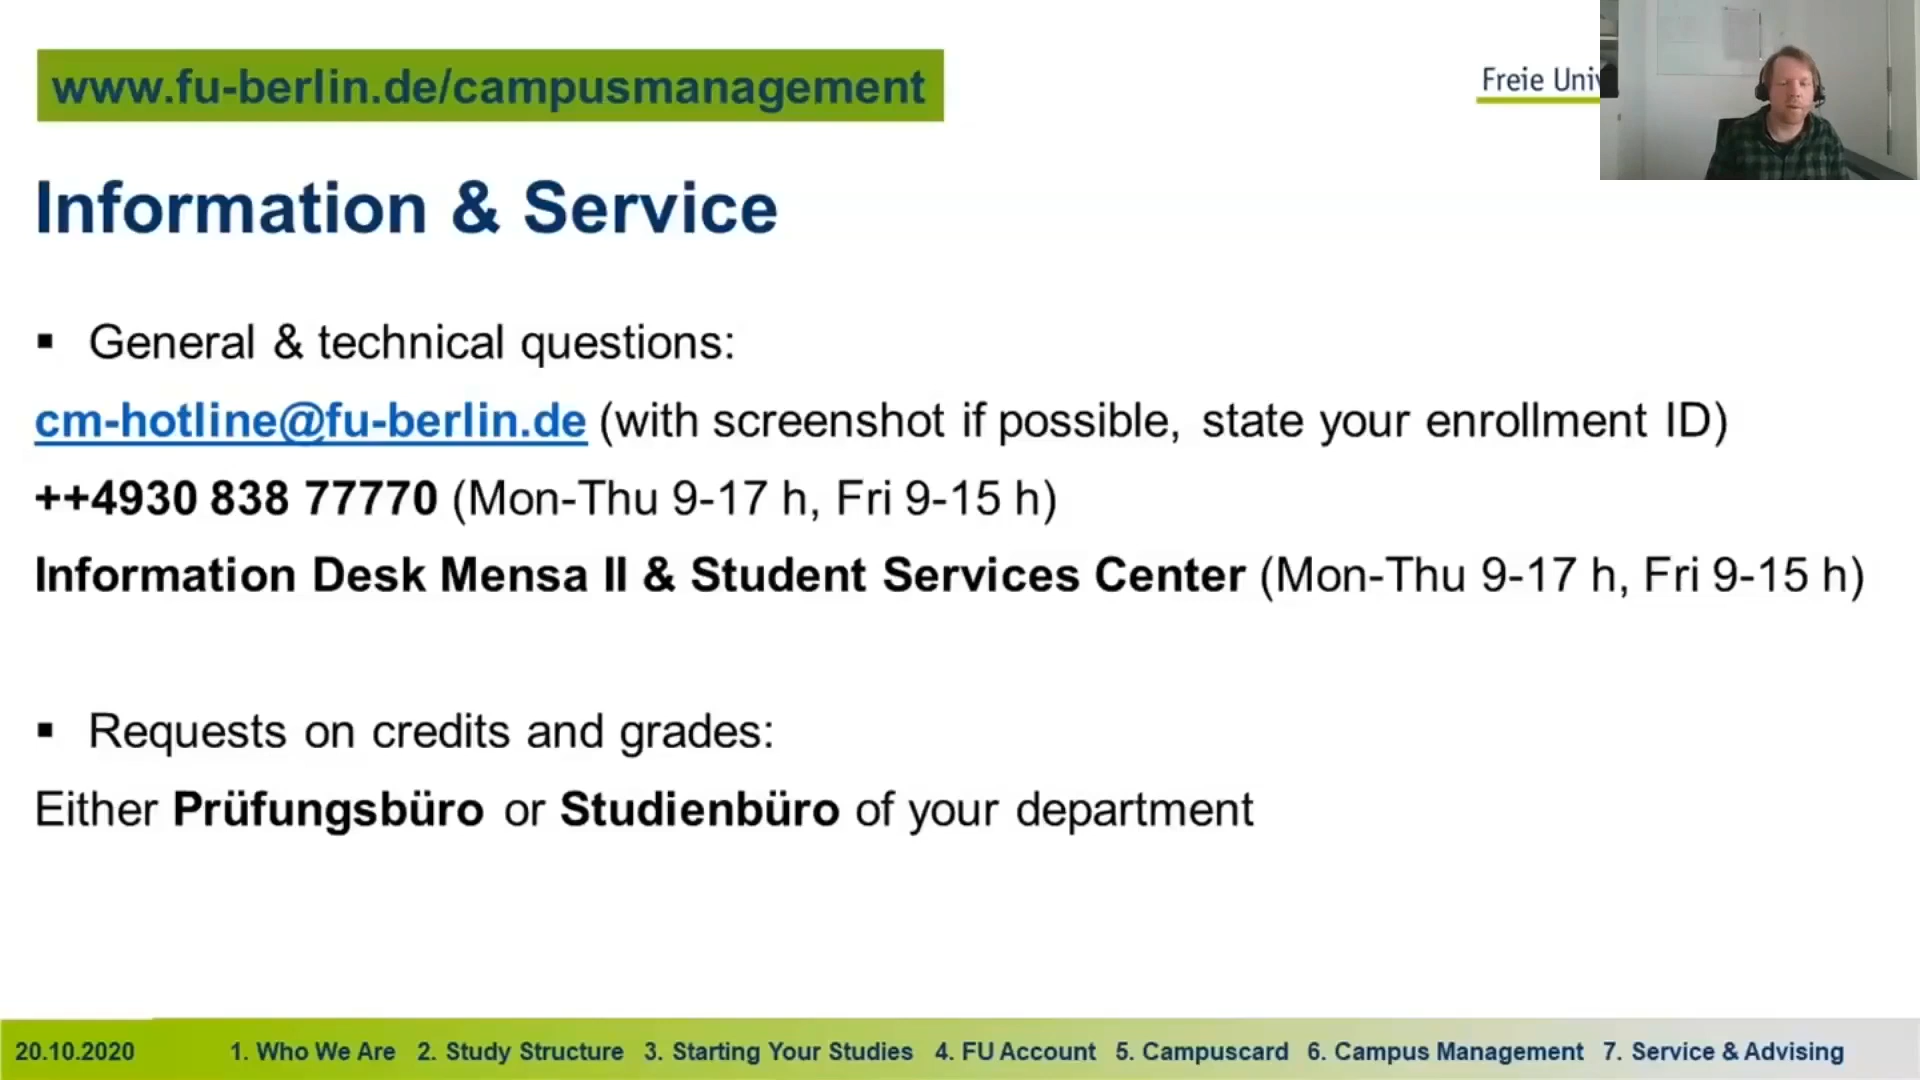 www.fu-berlin.de/campusmanagement
Freie Univ
Information & Service
▪ General & technical questions:
cm-hotline@fu-berlin.de (with screenshot if possible, state your enrollment ID)
++4930 838 77770 (Mon-Thu 9-17 h, Fri 9-15 h)
Information Desk Mensa II & Student Services Center (Mon-Thu 9-17 h, Fri 9-15 h)
▪ Requests on credits and grades:
Either Prüfungsbüro or Studienbüro of your department
20.10.2020 1. Who We Are 2. Study Structure 3. Starting Your Studies 4. FU Account 5. Campuscard 6. Campus Management 7. Service & Advising